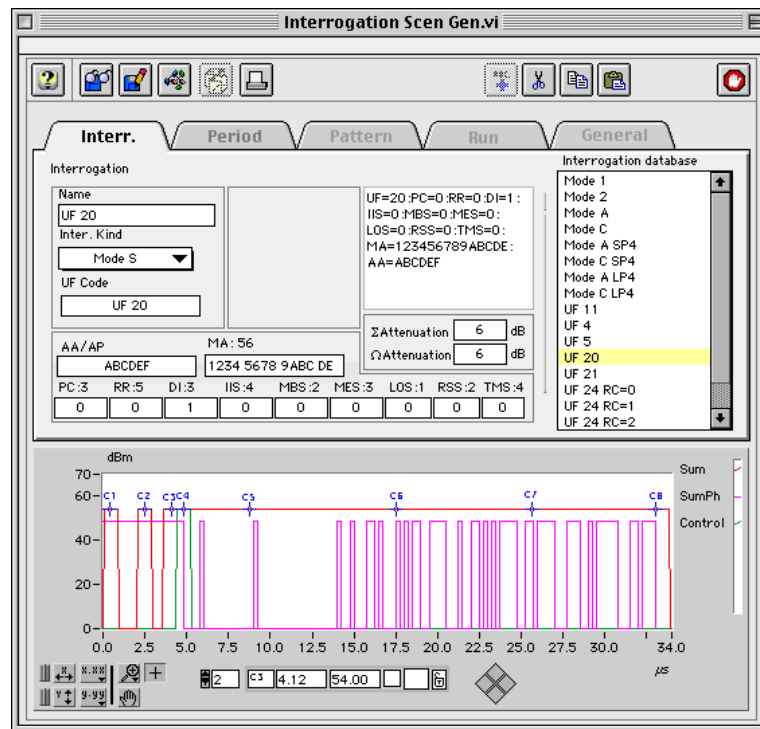 Interrogation Scen Gen.vi
Interr.
Period
Pattern
Run
General
Interrogation
Name
UF 20
Inter. Kind
Mode S
UF Code
UF 20
UF=20:PC=0:RR=0:DI=1:
IIS=0:MBS=0:MES=0:
LOS=0:RSS=0:TMS=0:
MA=123456789ABCDE:
AA=ABCDEF
ΣAttenuation 6 dB
ΩAttenuation 6 dB
AA/AP
ABCDEF
MA: 56
1234 5678 9ABC DE
PC:3 RR:5 DI:3 IIS:4 MBS:2 MES:3 LOS:1 RSS:2 TMS:4
0 0 1 0 0 0 0 0 0
Interrogation database
Mode 1
Mode 2
Mode A
Mode C
Mode A SP4
Mode C SP4
Mode A LP4
Mode C LP4
UF 11
UF 4
UF 5
UF 20
UF 21
UF 24 RC=0
UF 24 RC=1
UF 24 RC=2
dBm
70
60
40
20
0
C1 C2 C3 C4 C5 C6 C7 C8
Sum
SumPh
Control
0.0 2.5 5.0 7.5 10.0 12.5 15.0 17.5 20.0 22.5 25.0 27.5 30.0 34.0
µs
X X.XX
Y Y.YY
2 C3 4.12 54.00